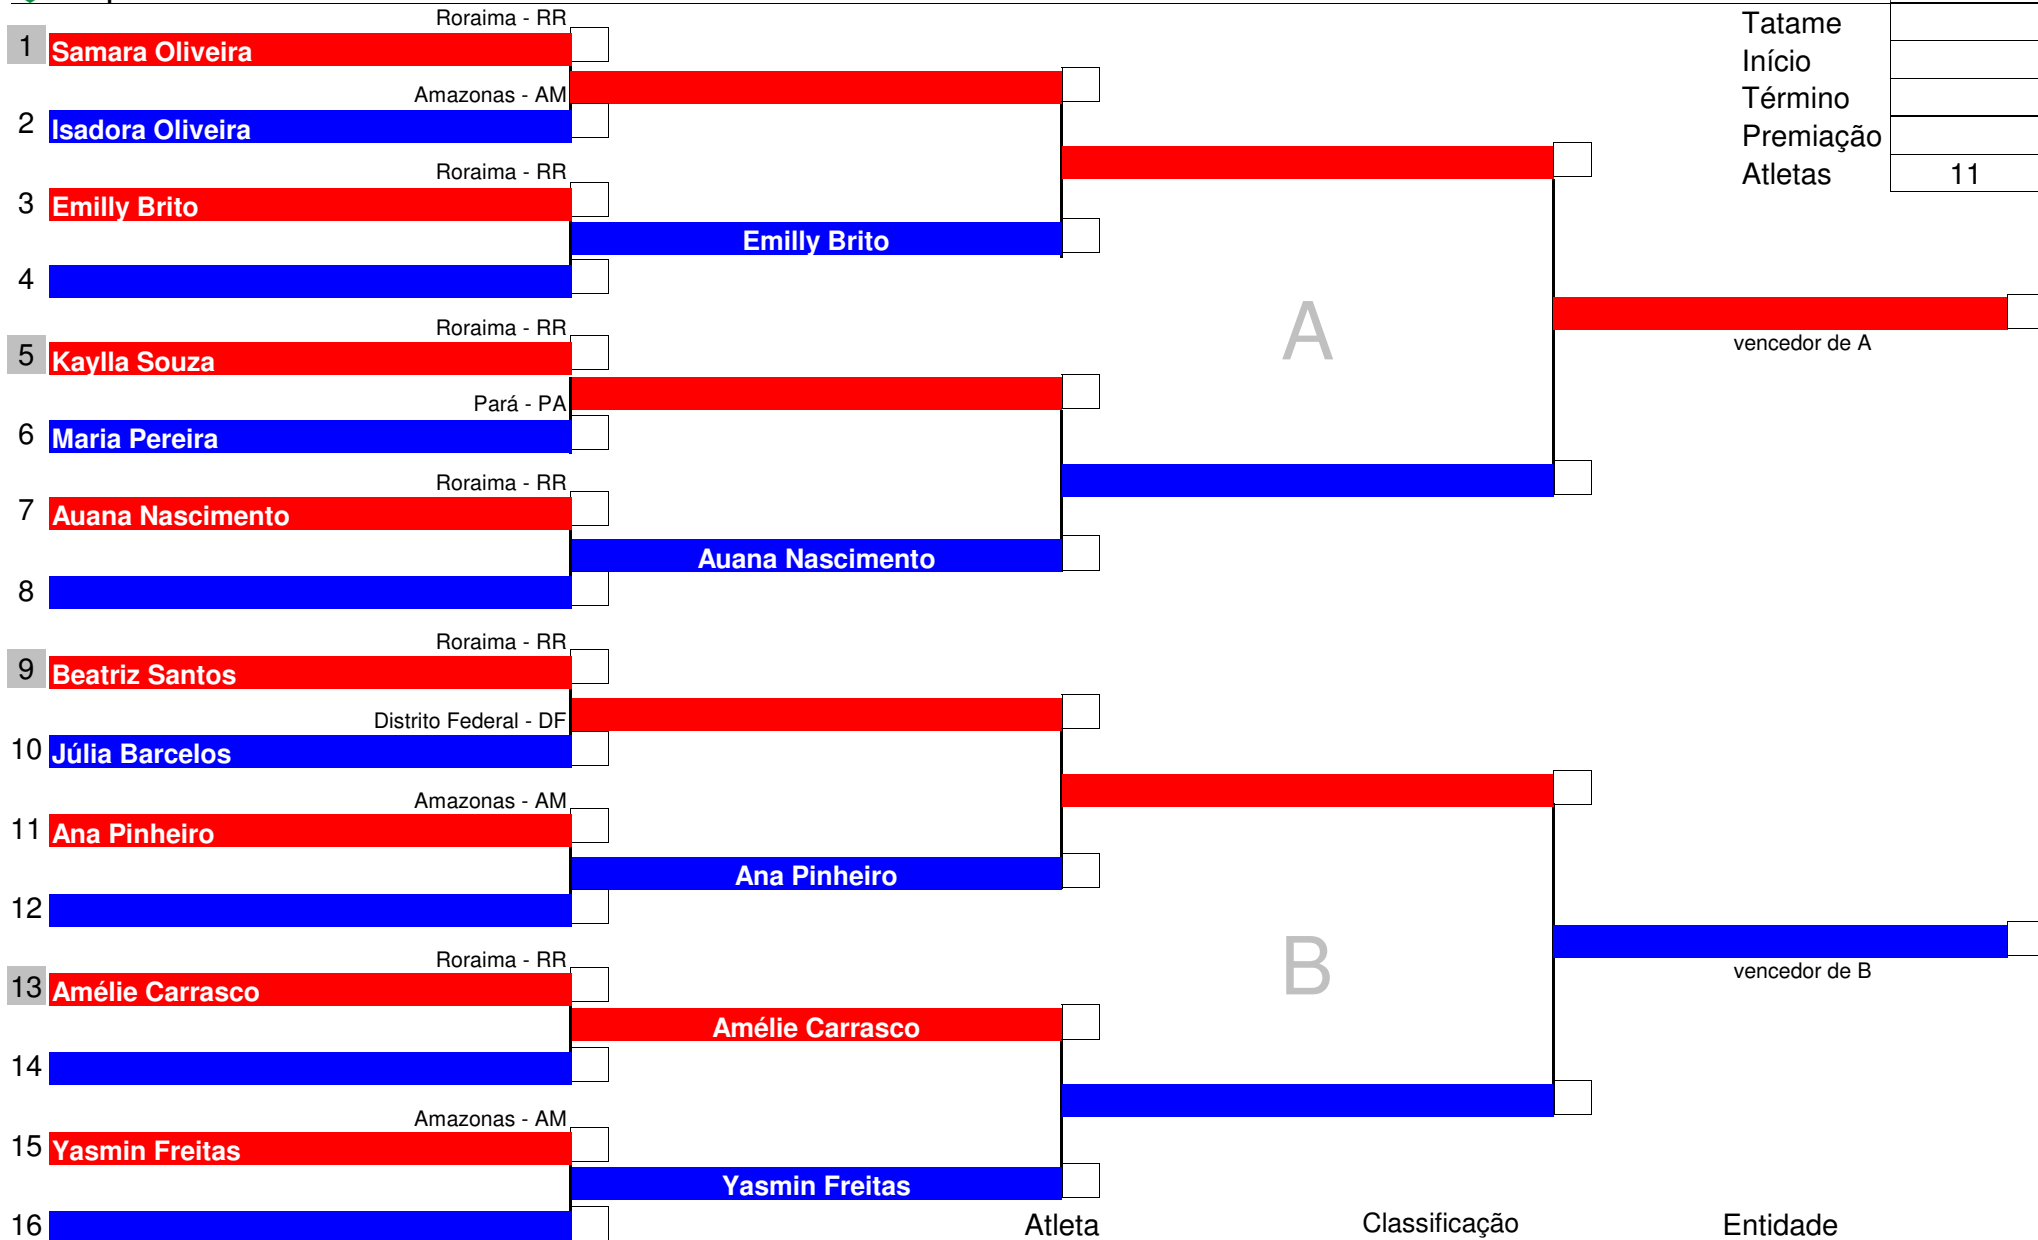 Roraima - RR
1 Samara Oliveira
Amazonas - AM
2 Isadora Oliveira
Roraima - RR
3 Emilly Brito
Emilly Brito
4
Roraima - RR
5 Kaylla Souza
Pará - PA
6 Maria Pereira
Roraima - RR
7 Auana Nascimento
Auana Nascimento
8
Roraima - RR
9 Beatriz Santos
Distrito Federal - DF
10 Júlia Barcelos
Amazonas - AM
11 Ana Pinheiro
Ana Pinheiro
12
Roraima - RR
13 Amélie Carrasco
Amélie Carrasco
14
Amazonas - AM
15 Yasmin Freitas
Yasmin Freitas
16
A
B
vencedor de A
vencedor de B
Tatame
Início
Término
Premiação
Atletas 11
Atleta Classificação Entidade